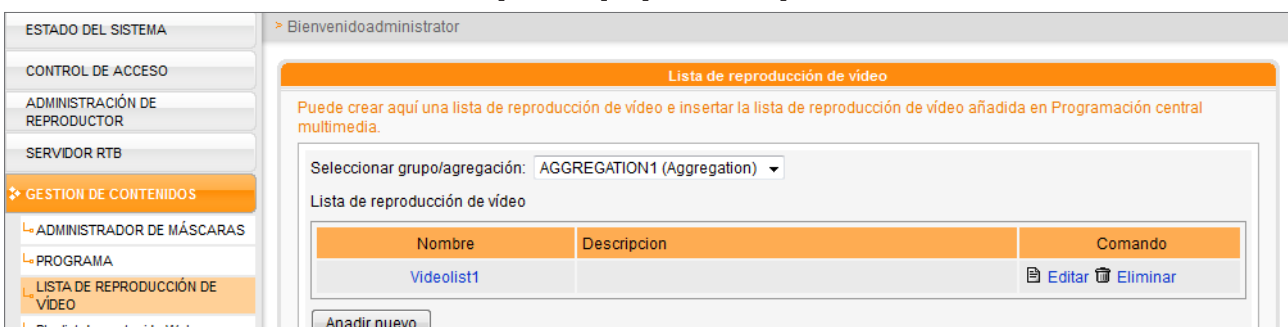 ESTADO DEL SISTEMA
> Bienvenidoadministrator
CONTROL DE ACCESO
ADMINISTRACIÓN DE
REPRODUCTOR
SERVIDOR RTB
GESTION DE CONTENIDOS
ADMINISTRADOR DE MÁSCARAS
PROGRAMA
LISTA DE REPRODUCCIÓN DE
VÍDEO
Lista de reproducción de vídeo
Puede crear aquí una lista de reproducción de vídeo e insertar la lista de reproducción de vídeo añadida en Programación central
multimedia.
Seleccionar grupo/agregación: AGGREGATION1 (Aggregation)
Lista de reproducción de vídeo
Nombre Descripcion Comando
Videolist1 Editar Eliminar
Anadir nuevo